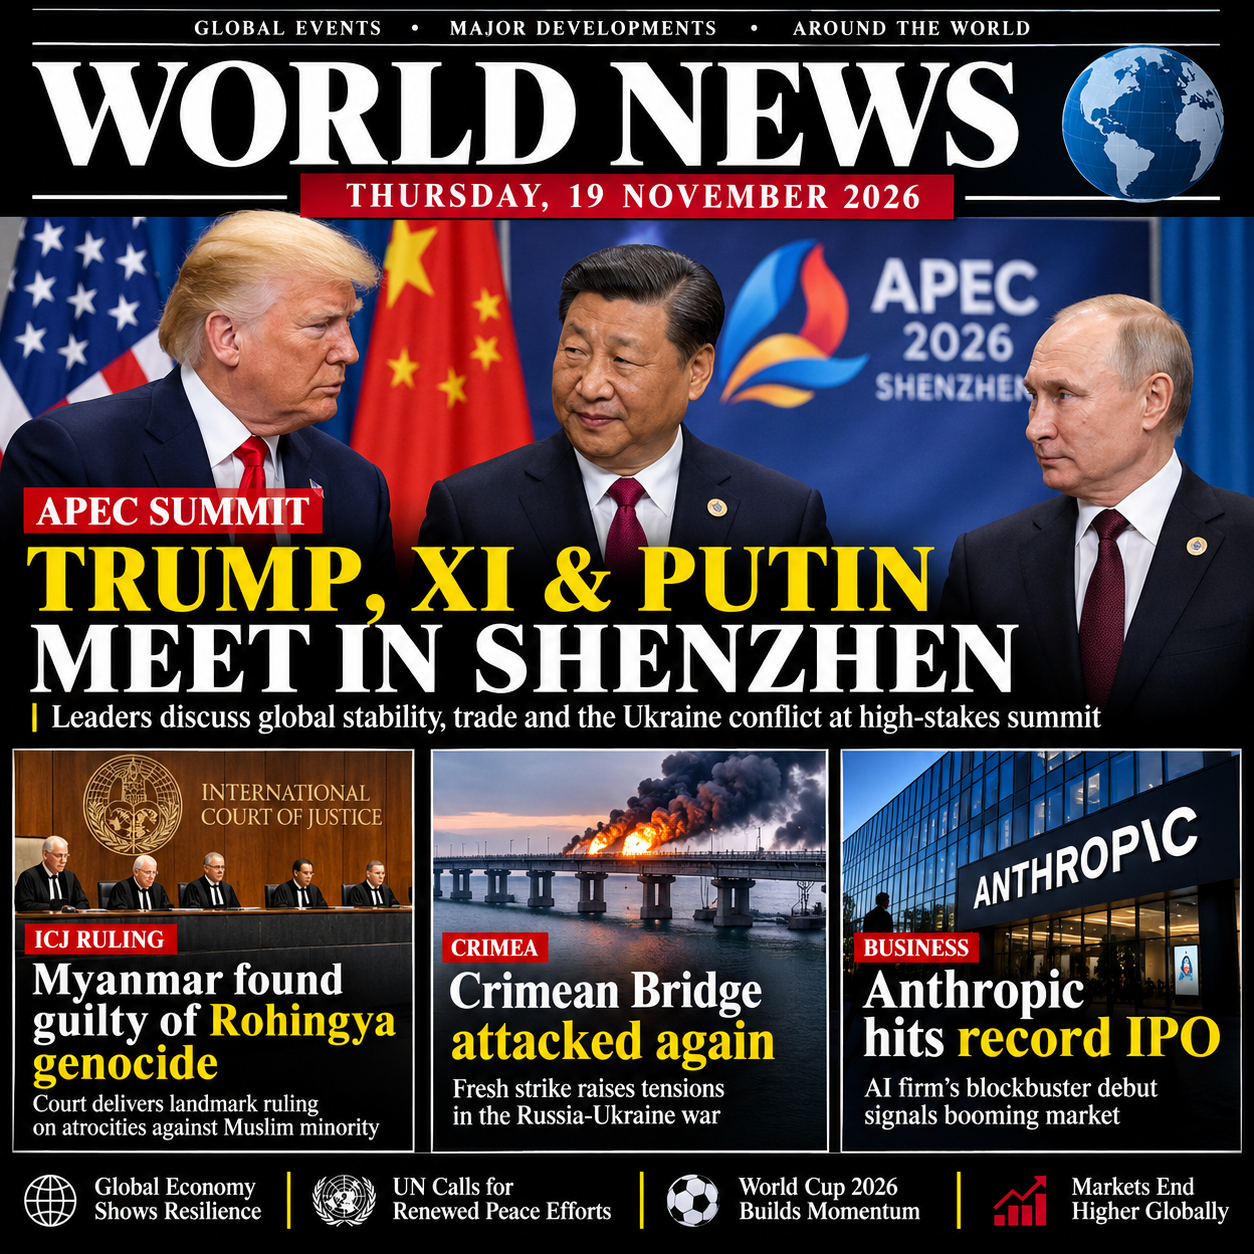 GLOBAL EVENTS • MAJOR DEVELOPMENTS • AROUND THE WORLD
WORLD NEWS
THURSDAY, 19 NOVEMBER 2026
APEC
2026
SHENZHEN
APEC SUMMIT
TRUMP, XI & PUTIN
MEET IN SHENZHEN
Leaders discuss global stability, trade and the Ukraine conflict at high-stakes summit
INTERNATIONAL
COURT OF JUSTICE
ICJ RULING
Myanmar found
guilty of Rohingya
genocide
Court delivers landmark ruling
on atrocities against Muslim minority
CRIMEA
Crimean Bridge
attacked again
Fresh strike raises tensions
in the Russia-Ukraine war
ANTHROP\C
BUSINESS
Anthropic
hits record IPO
AI firm's blockbuster debut
signals booming market
Global Economy
Shows Resilience
UN Calls for
Renewed Peace Efforts
World Cup 2026
Builds Momentum
Markets End
Higher Globally